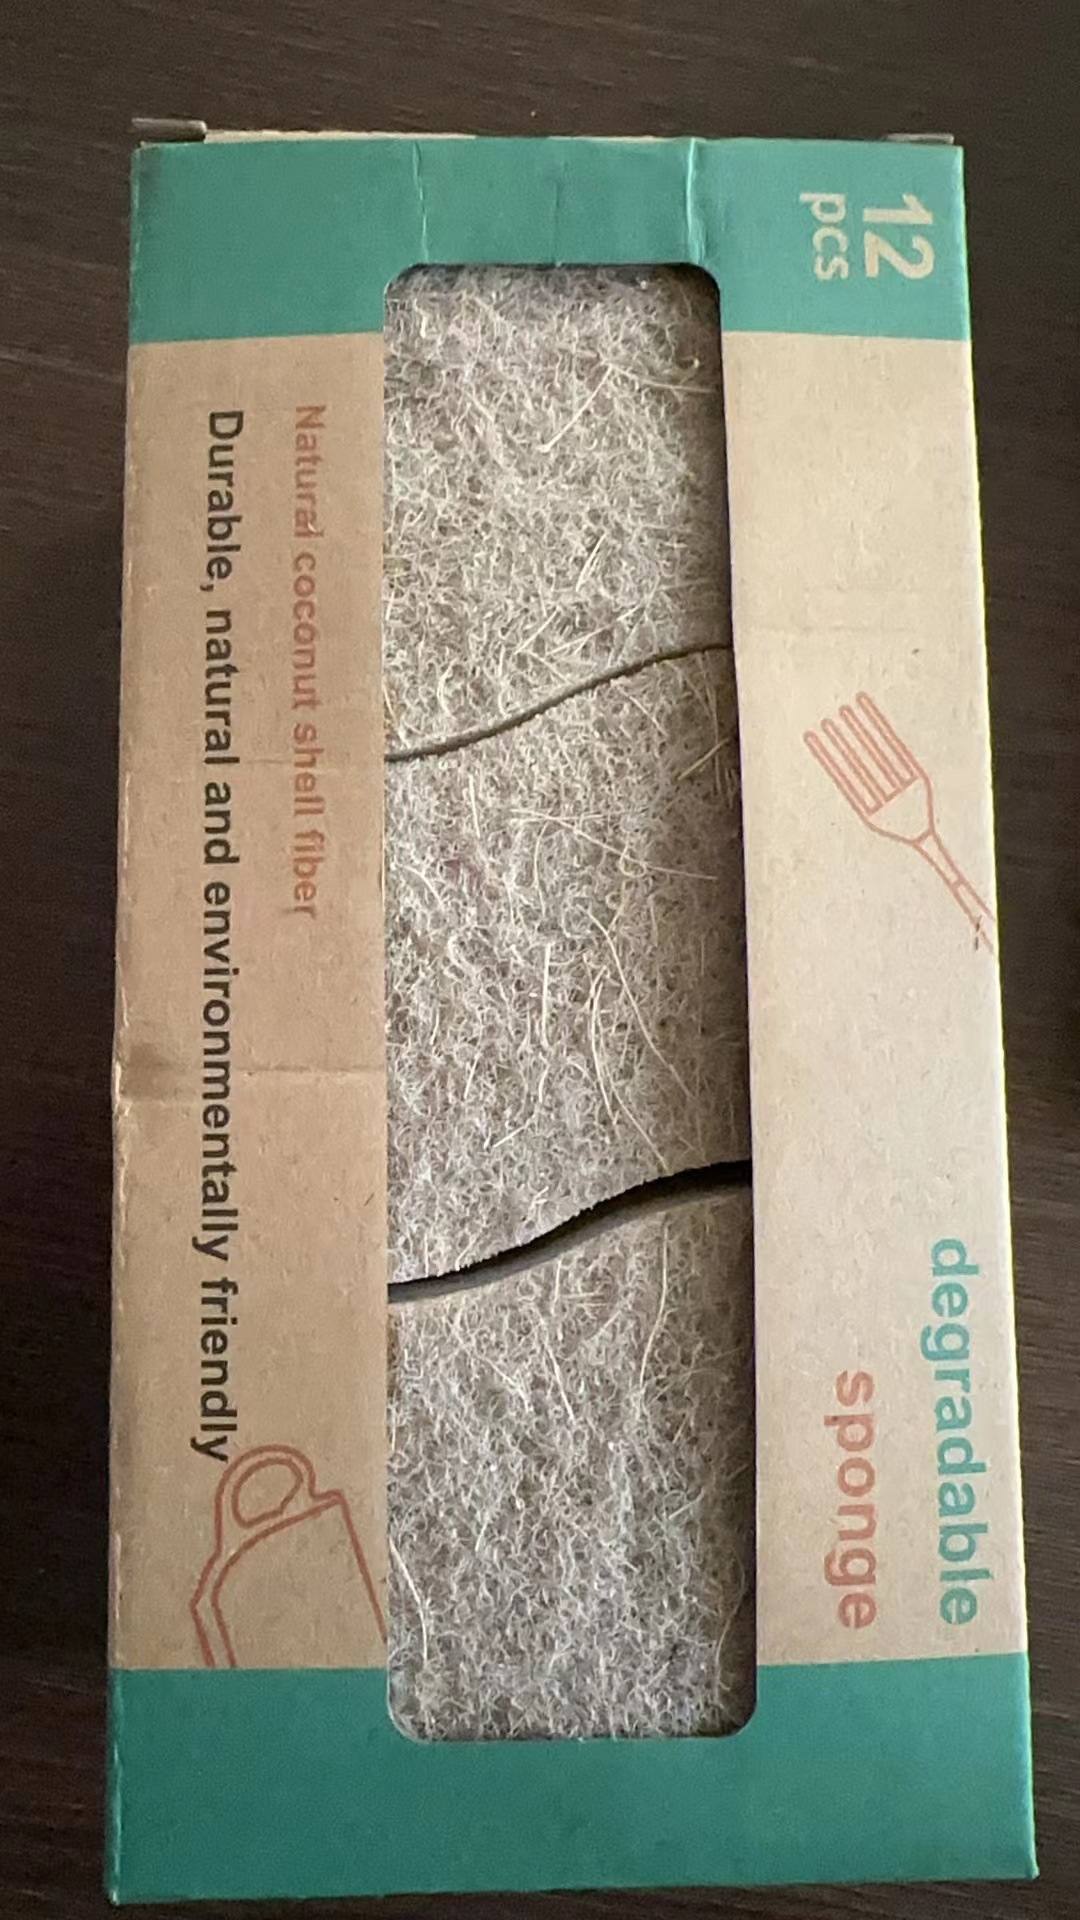 12
pcs
degradable
sponge
Natural coconut shell fiber
Durable, natural and environmentally friendly